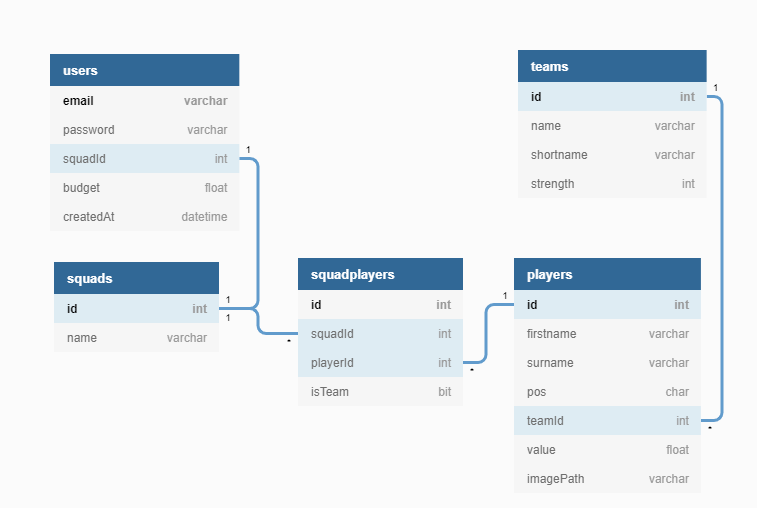 users
email varchar
password varchar
squadId int
budget float
createdAt datetime
1
teams
id int
name varchar
shortname varchar
strength int
1
squads
id int
name varchar
1
1
squadplayers
id int
squadId int
playerId int
isTeam bit
*
*
players
id int
firstname varchar
surname varchar
pos char
teamId int
value float
imagePath varchar
1
*